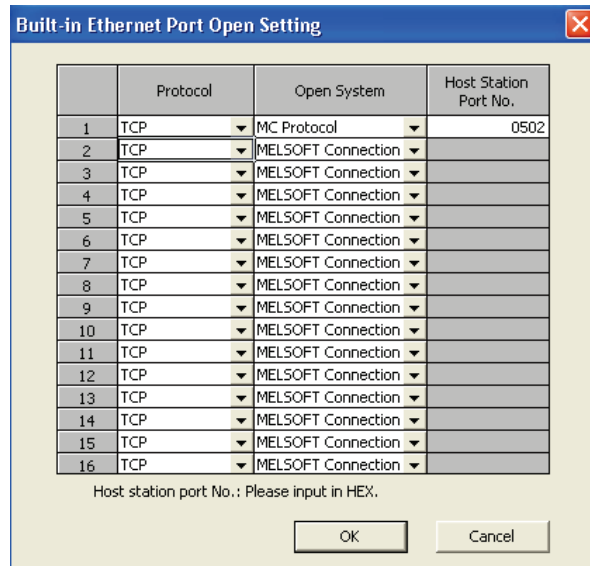 Built-in Ethernet Port Open Setting
Protocol Open System Host Station Port No.
1 TCP MC Protocol 0502
2 TCP MELSOFT Connection
3 TCP MELSOFT Connection
4 TCP MELSOFT Connection
5 TCP MELSOFT Connection
6 TCP MELSOFT Connection
7 TCP MELSOFT Connection
8 TCP MELSOFT Connection
9 TCP MELSOFT Connection
10 TCP MELSOFT Connection
11 TCP MELSOFT Connection
12 TCP MELSOFT Connection
13 TCP MELSOFT Connection
14 TCP MELSOFT Connection
15 TCP MELSOFT Connection
16 TCP MELSOFT Connection
Host station port No.: Please input in HEX.
OK Cancel